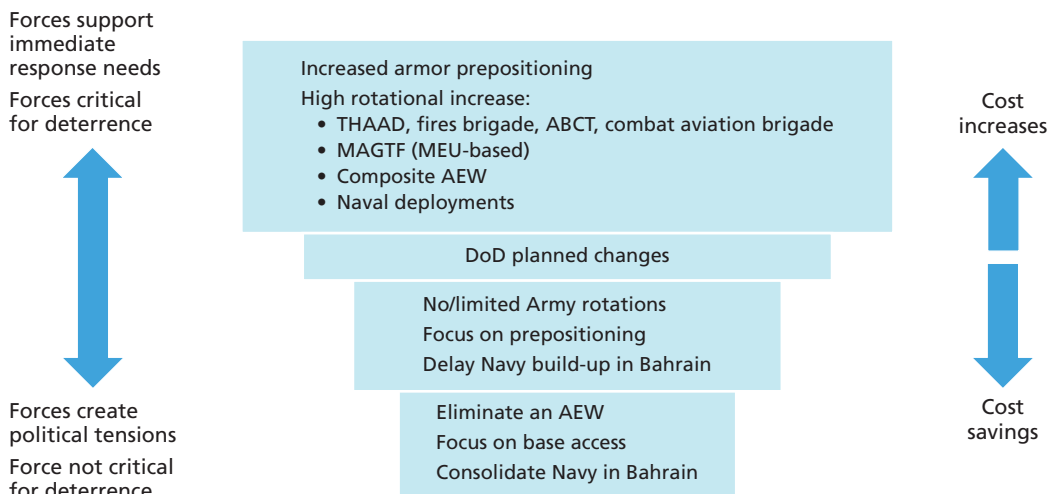 Forces support
immediate
response needs
Forces critical
for deterrence
Forces create
political tensions
Force not critical
for deterrence
Increased armor prepositioning
High rotational increase:
• THAAD, fires brigade, ABCT, combat aviation brigade
• MAGTF (MEU-based)
• Composite AEW
• Naval deployments
DoD planned changes
No/limited Army rotations
Focus on prepositioning
Delay Navy build-up in Bahrain
Eliminate an AEW
Focus on base access
Consolidate Navy in Bahrain
Cost
increases
Cost
savings